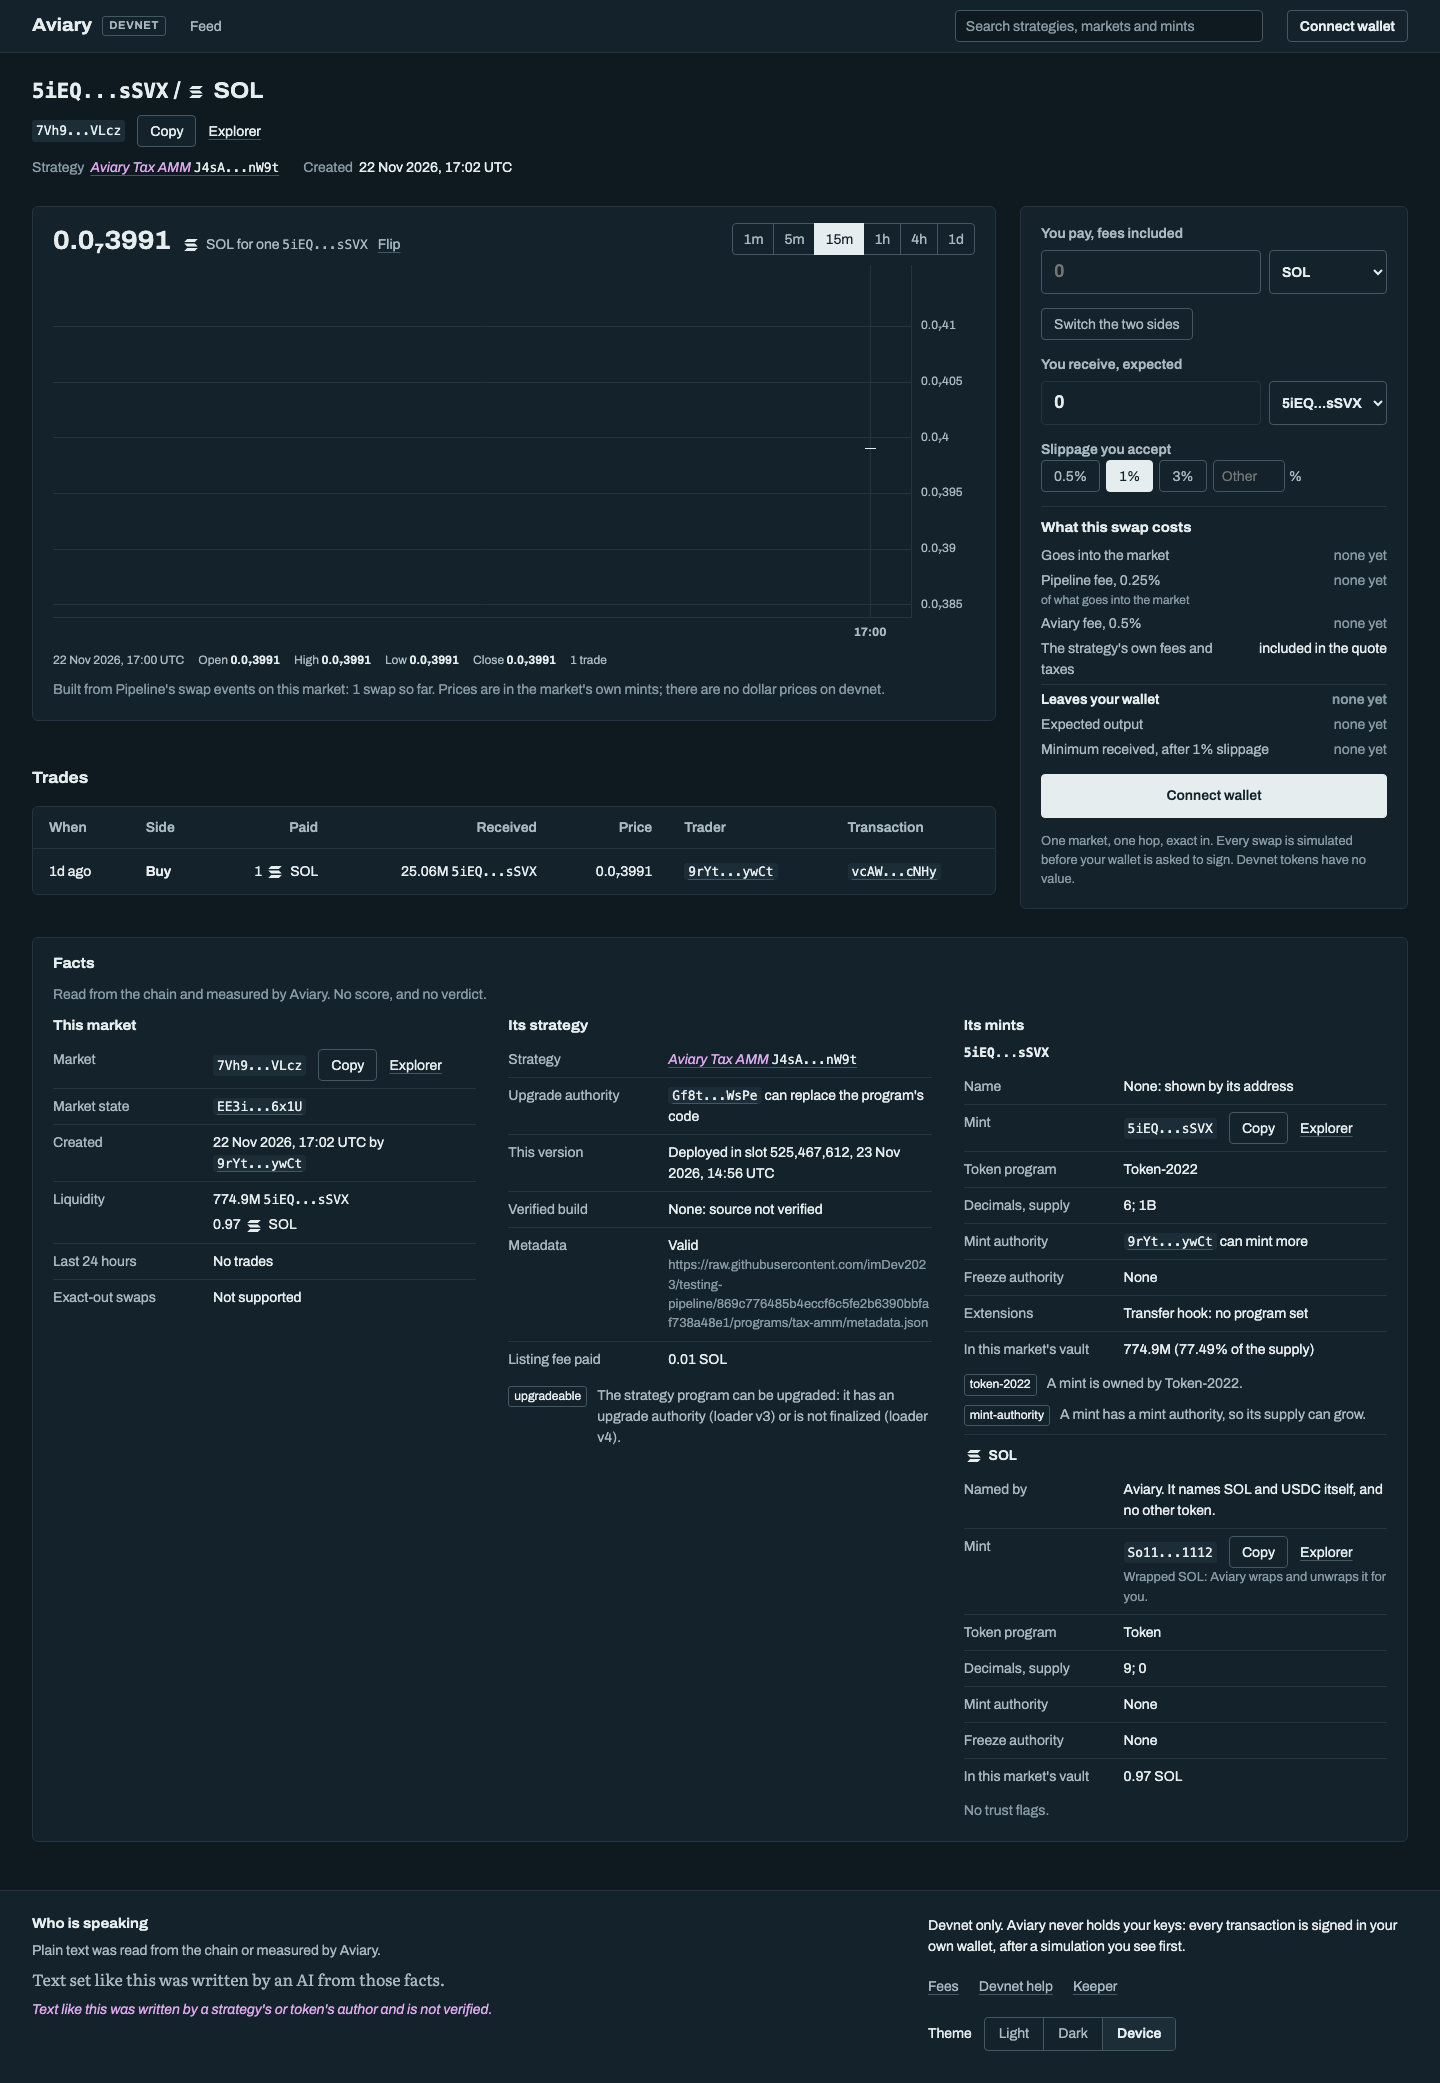 Aviary DEVNET Feed Search strategies, markets and mints Connect wallet
5iEQ...sSVX / SOL
7Vh9...VLcz Copy Explorer
Strategy Aviary Tax AMM J4sA...nW9t Created 22 Nov 2026, 17:02 UTC
0.0₇3991 SOL for one 5iEQ...sSVX Flip
1m 5m 15m 1h 4h 1d
0.0₇41
0.0₇405
0.0₇4
0.0₇395
0.0₇39
0.0₇385
17:00
22 Nov 2026, 17:00 UTC Open 0.0₇3991 High 0.0₇3991 Low 0.0₇3991 Close 0.0₇3991 1 trade
Built from Pipeline's swap events on this market: 1 swap so far. Prices are in the market's own mints; there are no dollar prices on devnet.
You pay, fees included
0 SOL
Switch the two sides
You receive, expected
0 5iEQ...sSVX
Slippage you accept
0.5% 1% 3% Other %
What this swap costs
Goes into the market none yet
Pipeline fee, 0.25% none yet
of what goes into the market
Aviary fee, 0.5% none yet
The strategy's own fees and included in the quote
taxes
Leaves your wallet none yet
Expected output none yet
Minimum received, after 1% slippage none yet
Connect wallet
One market, one hop, exact in. Every swap is simulated
before your wallet is asked to sign. Devnet tokens have no
value.
Trades
When Side Paid Received Price Trader Transaction
1d ago Buy 1 SOL 25.06M 5iEQ...sSVX 0.0₇3991 9rYt...ywCt vcAW...cNHy
Facts
Read from the chain and measured by Aviary. No score, and no verdict.
This market
Market 7Vh9...VLcz Copy Explorer
Market state EE3i...6x1U
Created 22 Nov 2026, 17:02 UTC by
9rYt...ywCt
Liquidity 774.9M 5iEQ...sSVX
0.97 SOL
Last 24 hours No trades
Exact-out swaps Not supported
Its strategy
Strategy Aviary Tax AMM J4sA...nW9t
Upgrade authority Gf8t...WsPe can replace the program's
code
This version Deployed in slot 525,467,612, 23 Nov
2026, 14:56 UTC
Verified build None: source not verified
Metadata Valid
https://raw.githubusercontent.com/imDev202
3/testing-
pipeline/869c776485b4eccf6c5fe2b6390bbfa
f738a48e1/programs/tax-amm/metadata.json
Listing fee paid 0.01 SOL
upgradeable The strategy program can be upgraded: it has an
upgrade authority (loader v3) or is not finalized (loader
v4).
Its mints
5iEQ...sSVX
Name None: shown by its address
Mint 5iEQ...sSVX Copy Explorer
Token program Token-2022
Decimals, supply 6; 1B
Mint authority 9rYt...ywCt can mint more
Freeze authority None
Extensions Transfer hook: no program set
In this market's vault 774.9M (77.49% of the supply)
token-2022 A mint is owned by Token-2022.
mint-authority A mint has a mint authority, so its supply can grow.
SOL
Named by Aviary. It names SOL and USDC itself, and
no other token.
Mint So11...1112 Copy Explorer
Wrapped SOL: Aviary wraps and unwraps it for
you.
Token program Token
Decimals, supply 9; 0
Mint authority None
Freeze authority None
In this market's vault 0.97 SOL
No trust flags.
Who is speaking
Plain text was read from the chain or measured by Aviary.
Text set like this was written by an AI from those facts.
Text like this was written by a strategy's or token's author and is not verified.
Devnet only. Aviary never holds your keys: every transaction is signed in your
own wallet, after a simulation you see first.
Fees Devnet help Keeper
Theme Light Dark Device